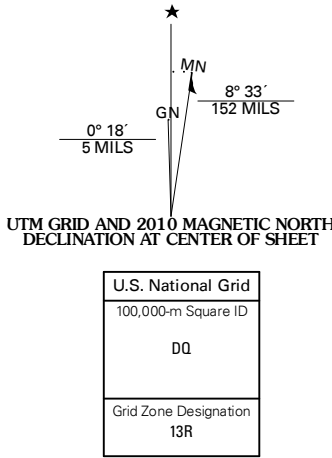 MN
8° 33´
152 MILS
GN
0° 18´
5 MILS
UTM GRID AND 2010 MAGNETIC NORTH
DECLINATION AT CENTER OF SHEET
U.S. National Grid
100,000-m Square ID
DQ
Grid Zone Designation
13R